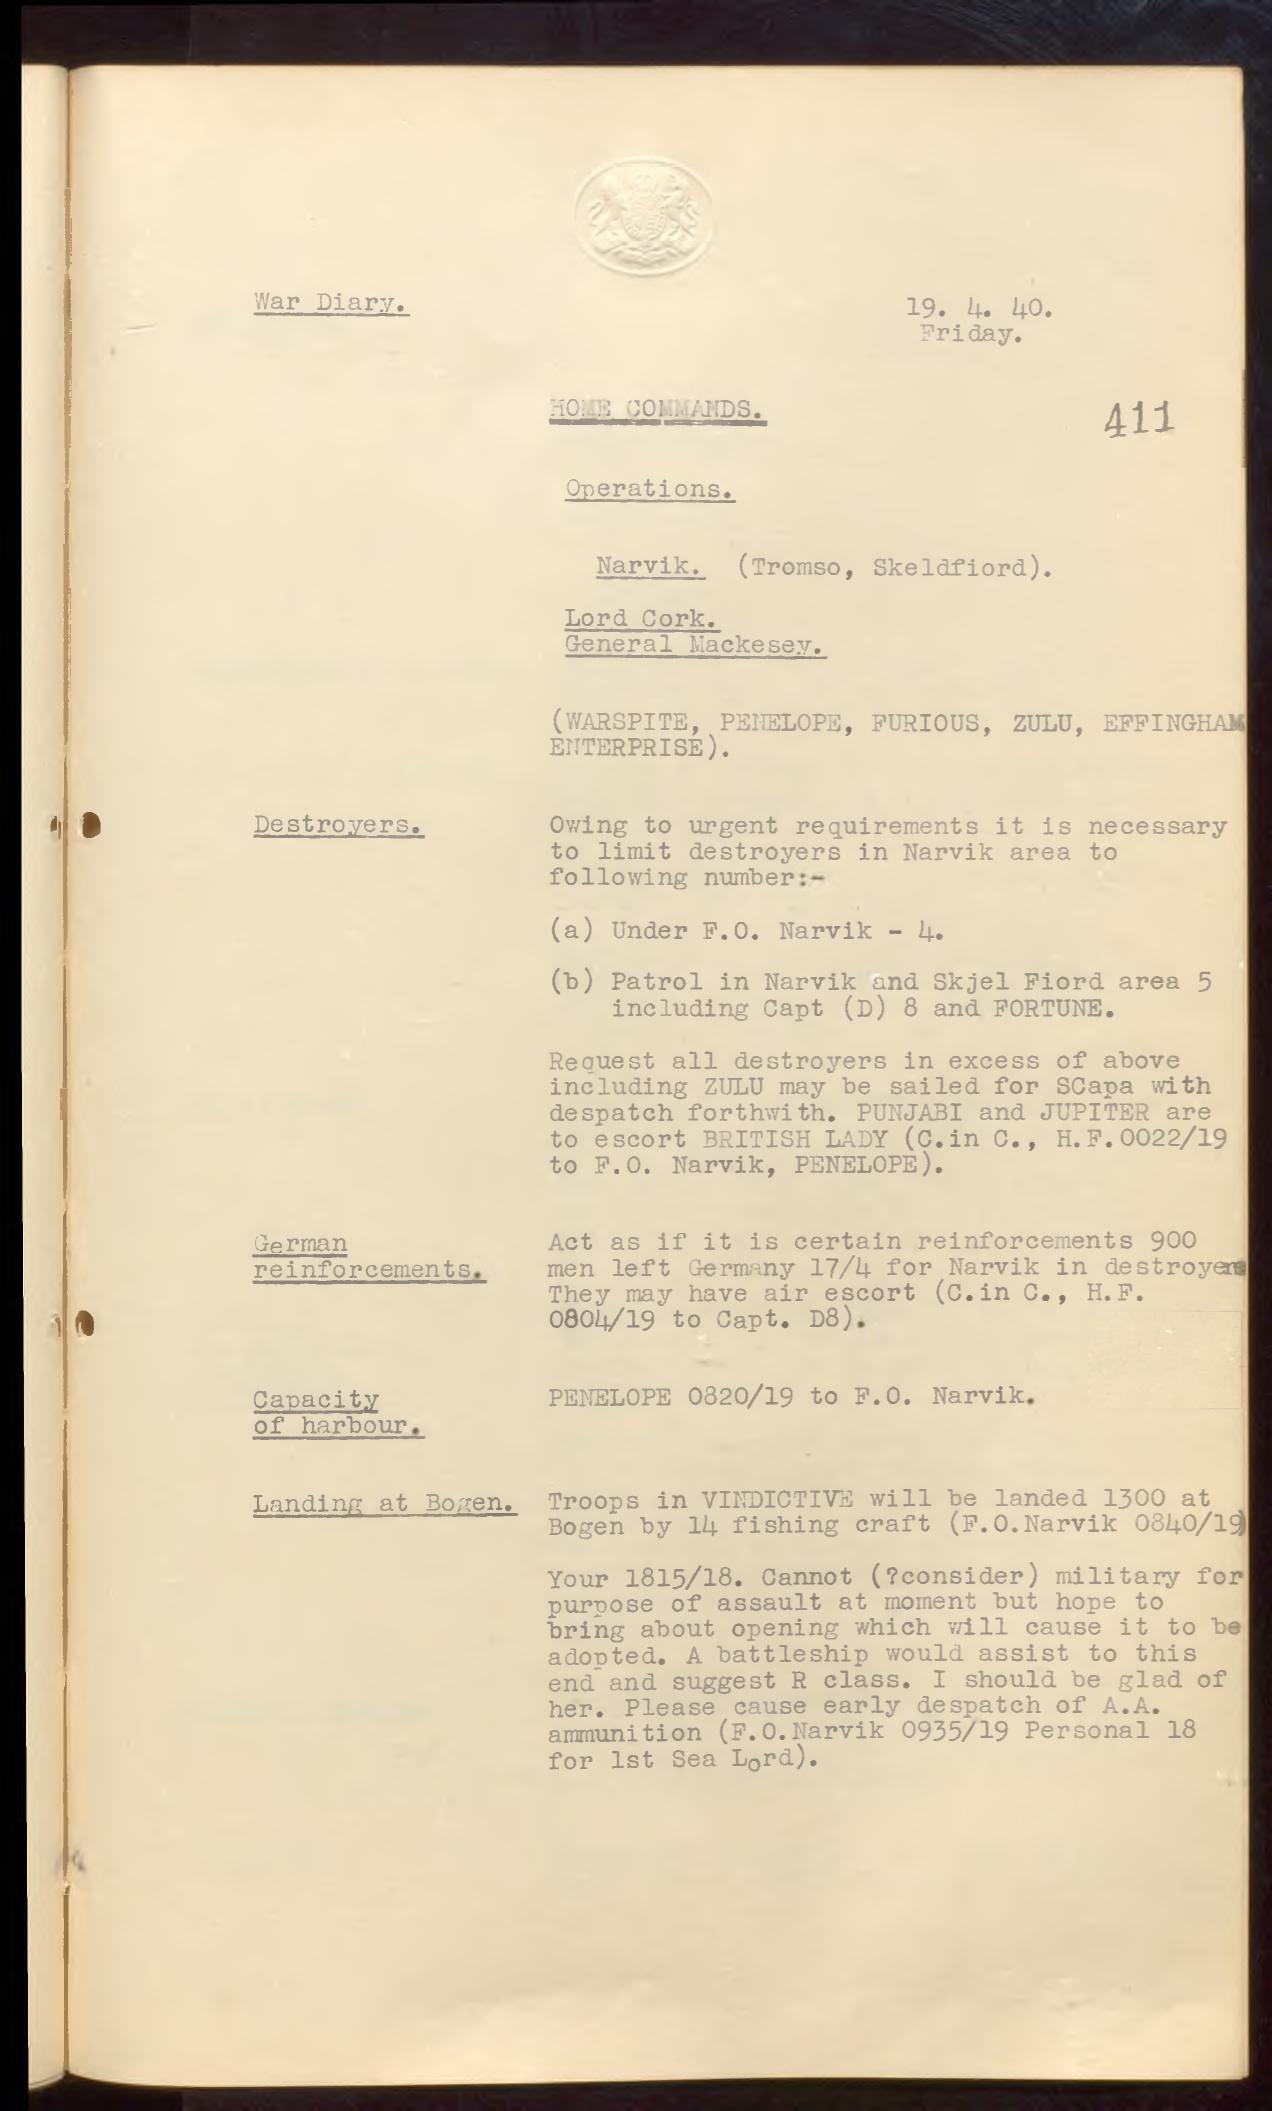 War Diary.
19. 4. 40.
Friday.
HOME COMMANDS.
411
Operations.
Narvik. (Tromso, Skeldfiord).
Lord Cork.
General Mackesey.
(WARSPITE, PENELOPE, FURIOUS, ZULU, EFFINGHAM
ENTERPRISE).
Destroyers.
Owing to urgent requirements it is necessary
to limit destroyers in Narvik area to
following number:-
(a) Under F.O. Narvik - 4.
(b) Patrol in Narvik and Skjel Fiord area 5
including Capt (D) 8 and FORTUNE.
Request all destroyers in excess of above
including ZULU may be sailed for SCapa with
despatch forthwith. PUNJABI and JUPITER are
to escort BRITISH LADY (C.in C., H.F.0022/19
to F.O. Narvik, PENELOPE).
German
reinforcements.
Act as if it is certain reinforcements 900
men left Germany 17/4 for Narvik in destroyers
They may have air escort (C.in C., H.F.
0804/19 to Capt. D8).
Capacity
of harbour.
PENELOPE 0820/19 to F.O. Narvik.
Landing at Bogen.
Troops in VINDICTIVE will be landed 1300 at
Bogen by 14 fishing craft (F.O.Narvik 0840/19)
Your 1815/18. Cannot (?consider) military for
purpose of assault at moment but hope to
bring about opening which will cause it to be
adopted. A battleship would assist to this
end and suggest R class. I should be glad of
her. Please cause early despatch of A.A.
ammunition (F.O.Narvik 0935/19 Personal 18
for 1st Sea Lord).